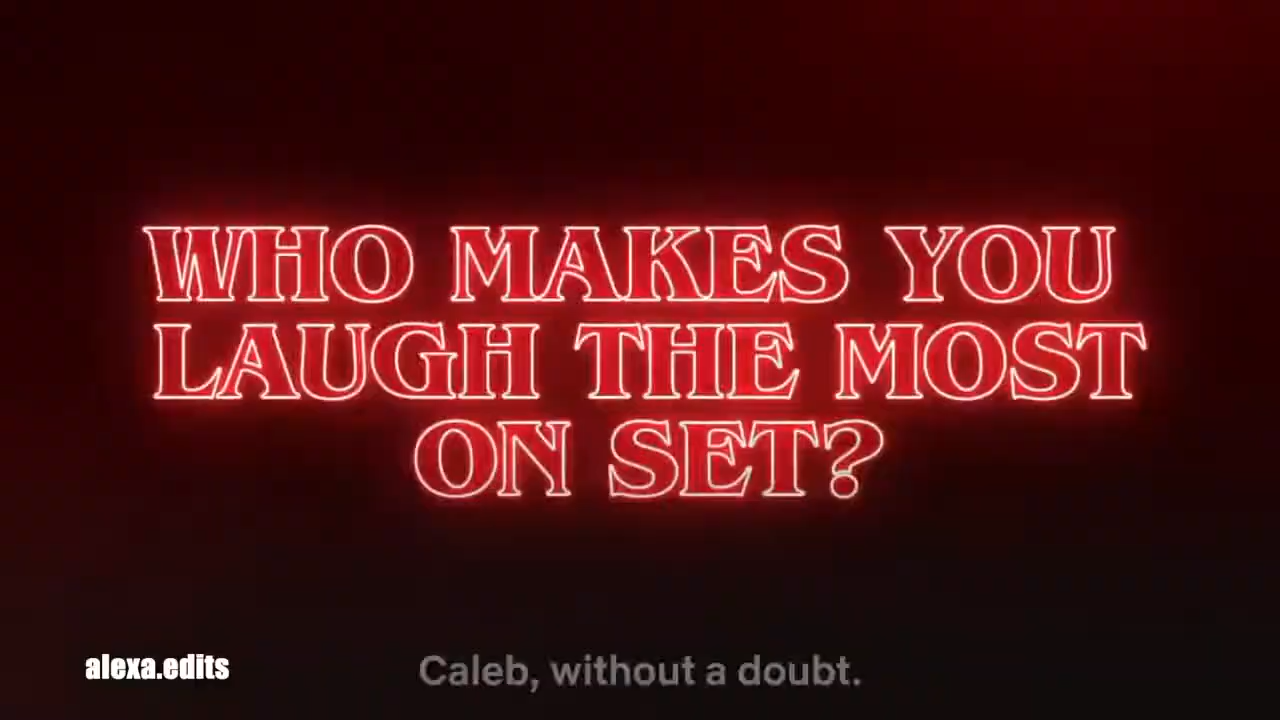 WHO MAKES YOU
LAUGH THE MOST
ON SET?
alexa.edits
Caleb, without a doubt.